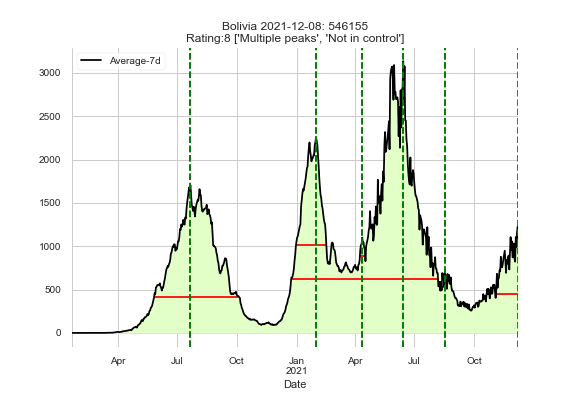 Bolivia 2021-12-08: 546155
Rating:8 ['Multiple peaks', 'Not in control']
Average-7d
3000
2500
2000
1500
1000
500
0
Apr Jul Oct Jan Apr Jul Oct
2021
Date